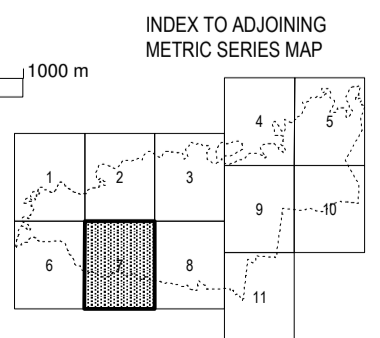 INDEX TO ADJOINING
METRIC SERIES MAP
1000 m
4 5
1 2 3
9 10
6 7 8
11